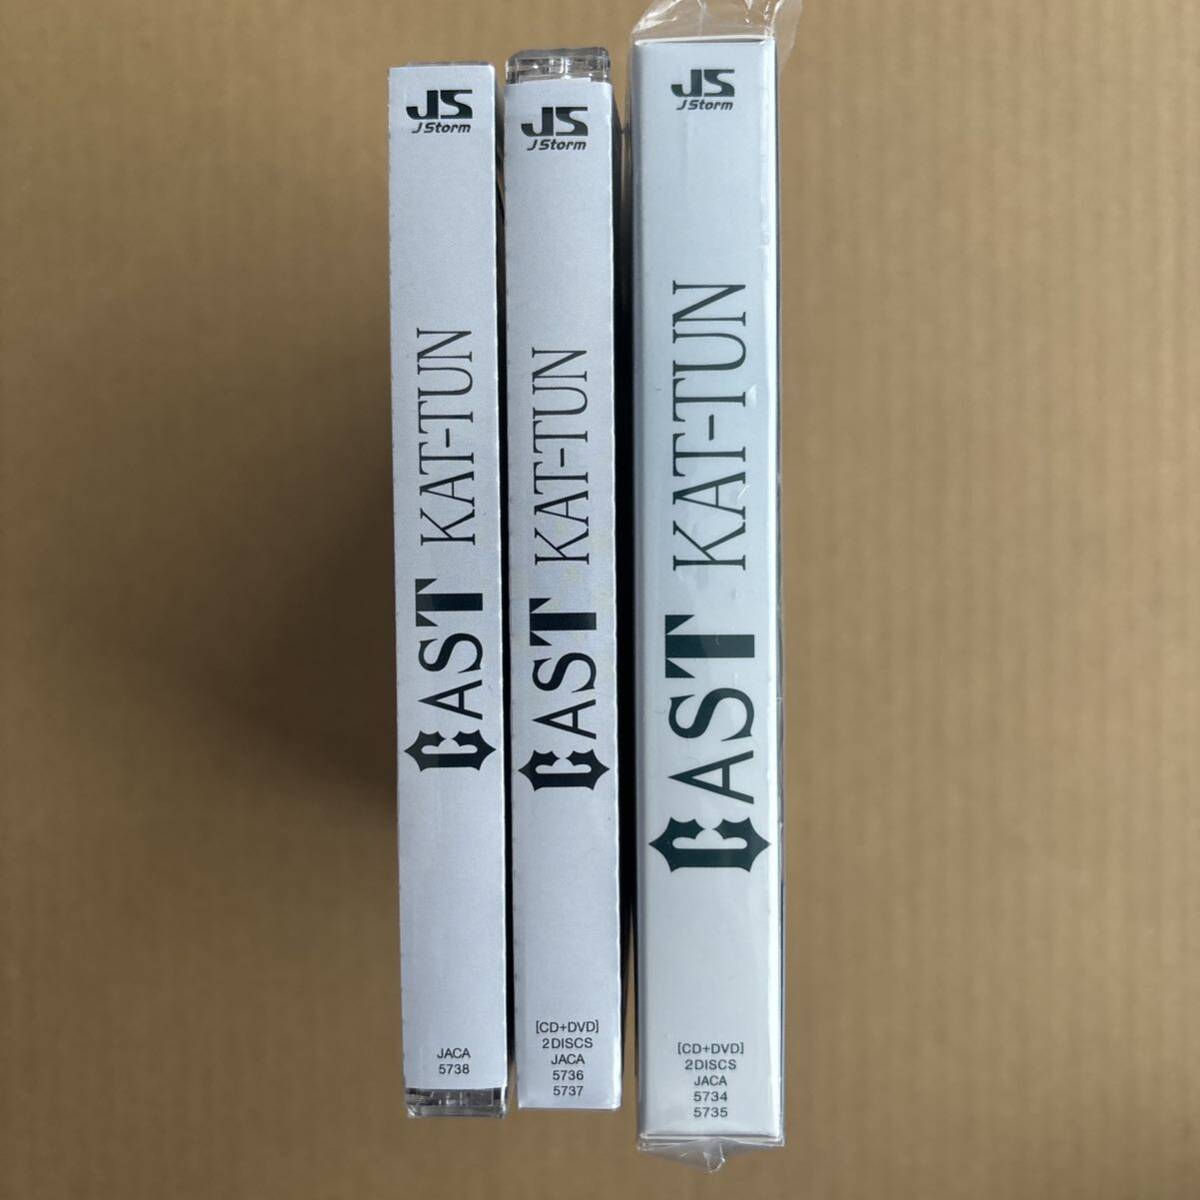 JS
J Storm
CAST KAT-TUN
JACA
5738
JS
J Storm
CAST KAT-TUN
[CD+DVD]
2DISCS
JACA
5736
5737
JS
J Storm
CAST KAT-TUN
[CD+DVD]
2DISCS
JACA
5734
5735